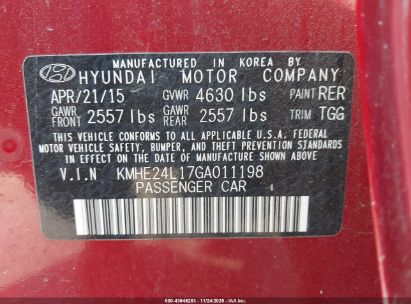 MANUFACTURED IN KOREA BY
HYUNDAI MOTOR COMPANY
APR/21/15 GVWR 4630 lbs PAINT RER
GAWR FRONT 2557 lbs GAWR REAR 2557 lbs TRIM TGG
THIS VEHICLE CONFORMS TO ALL APPLICABLE U.S.A. FEDERAL
MOTOR VEHICLE SAFETY, BUMPER, AND THEFT PREVENTION STANDARDS
IN EFFECT ON THE DATE OF MANUFACTURE SHOWN ABOVE.
V.I.N KMHE24L17GA011198
PASSENGER CAR